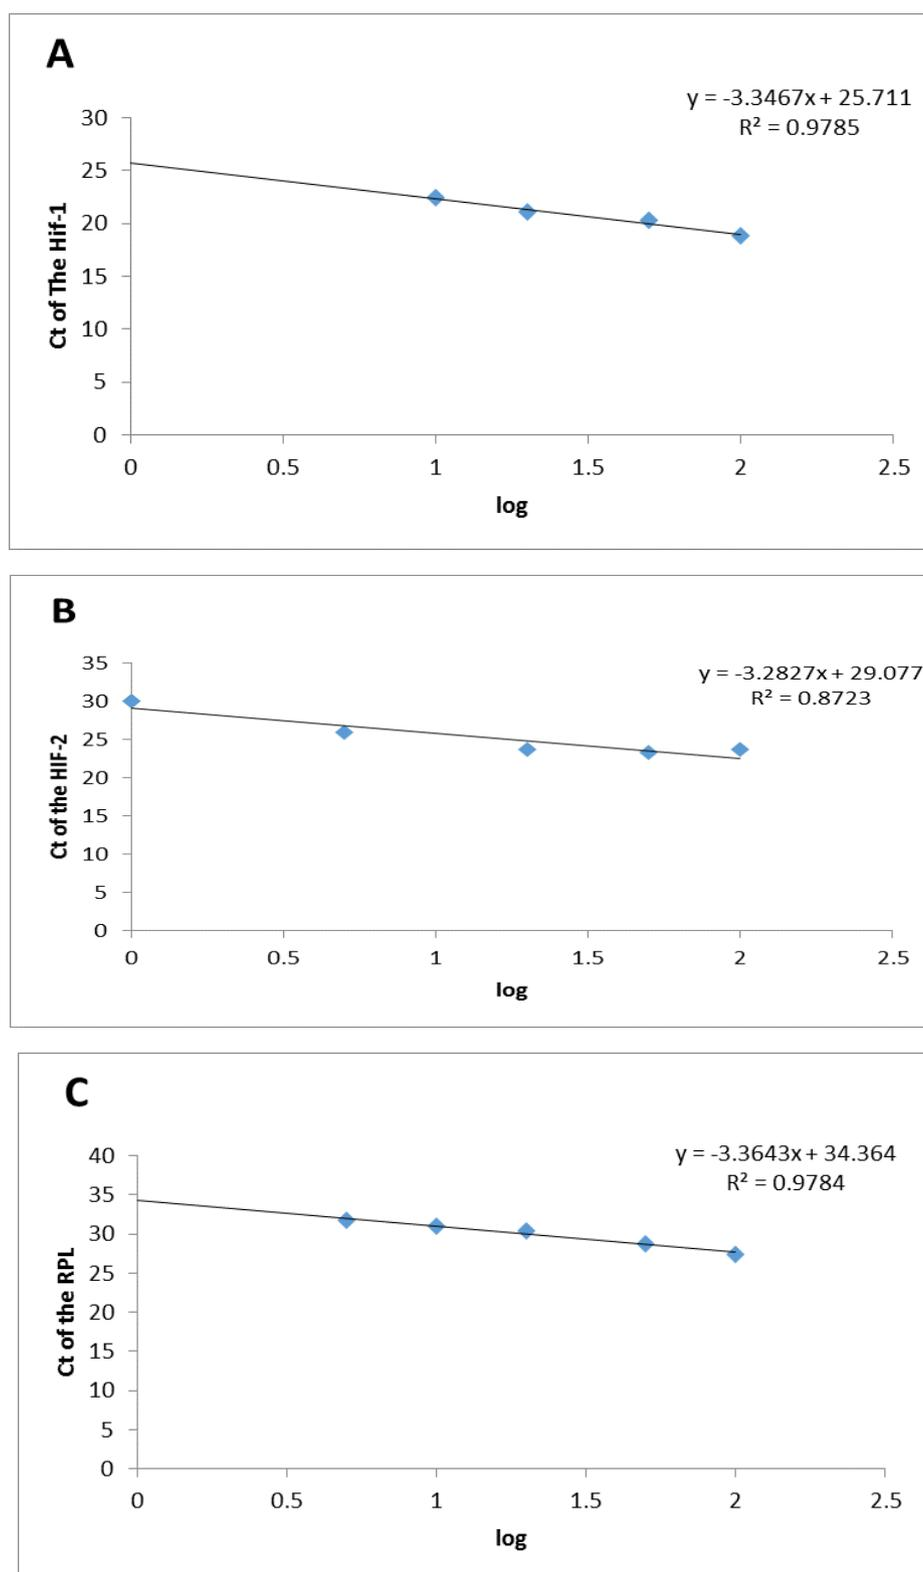 A
y = -3.3467x + 25.711
R² = 0.9785
30
25
20
15
10
5
0
Ct of The Hif-1
0 0.5 1 1.5 2 2.5
log
B
y = -3.2827x + 29.077
R² = 0.8723
35
30
25
20
15
10
5
0
Ct of the HIF-2
0 0.5 1 1.5 2 2.5
log
C
y = -3.3643x + 34.364
R² = 0.9784
40
35
30
25
20
15
10
5
0
Ct of the RPL
0 0.5 1 1.5 2 2.5
log